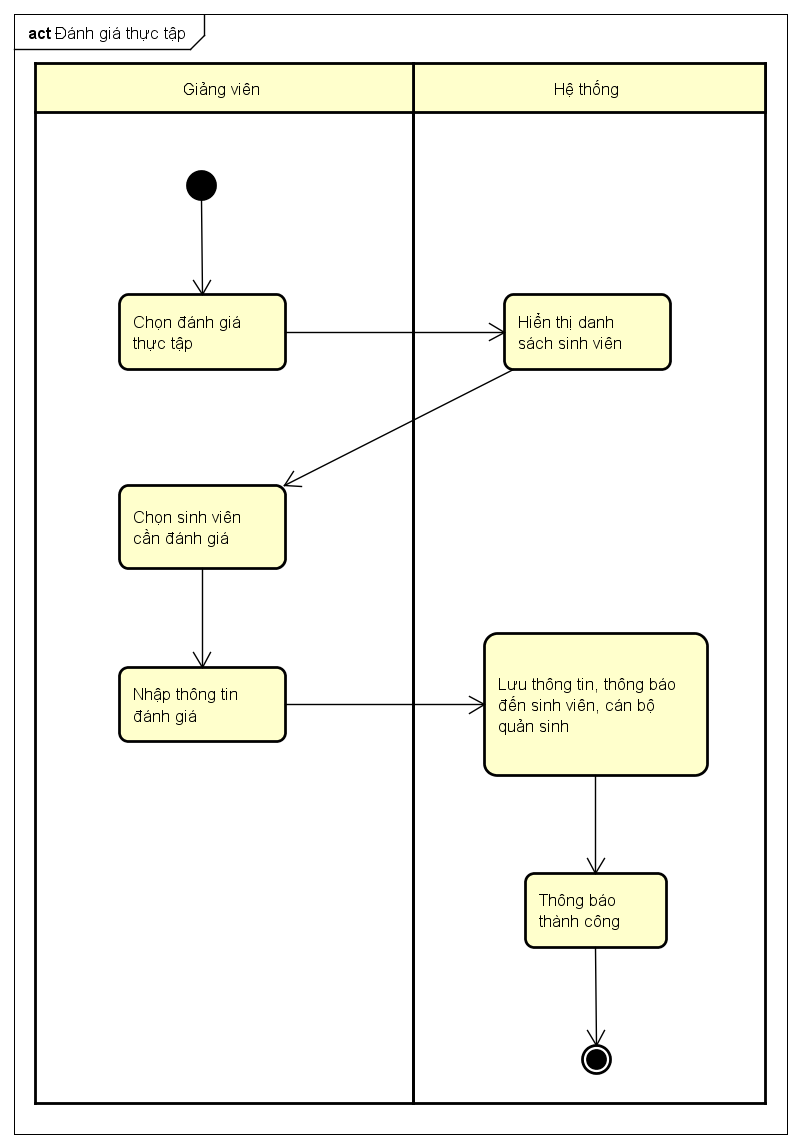 act Đánh giá thực tập
Giảng viên
Hệ thống
Chọn đánh giá
thực tập
Hiển thị danh
sách sinh viên
Chọn sinh viên
cần đánh giá
Nhập thông tin
đánh giá
Lưu thông tin, thông báo
đến sinh viên, cán bộ
quản sinh
Thông báo
thành công